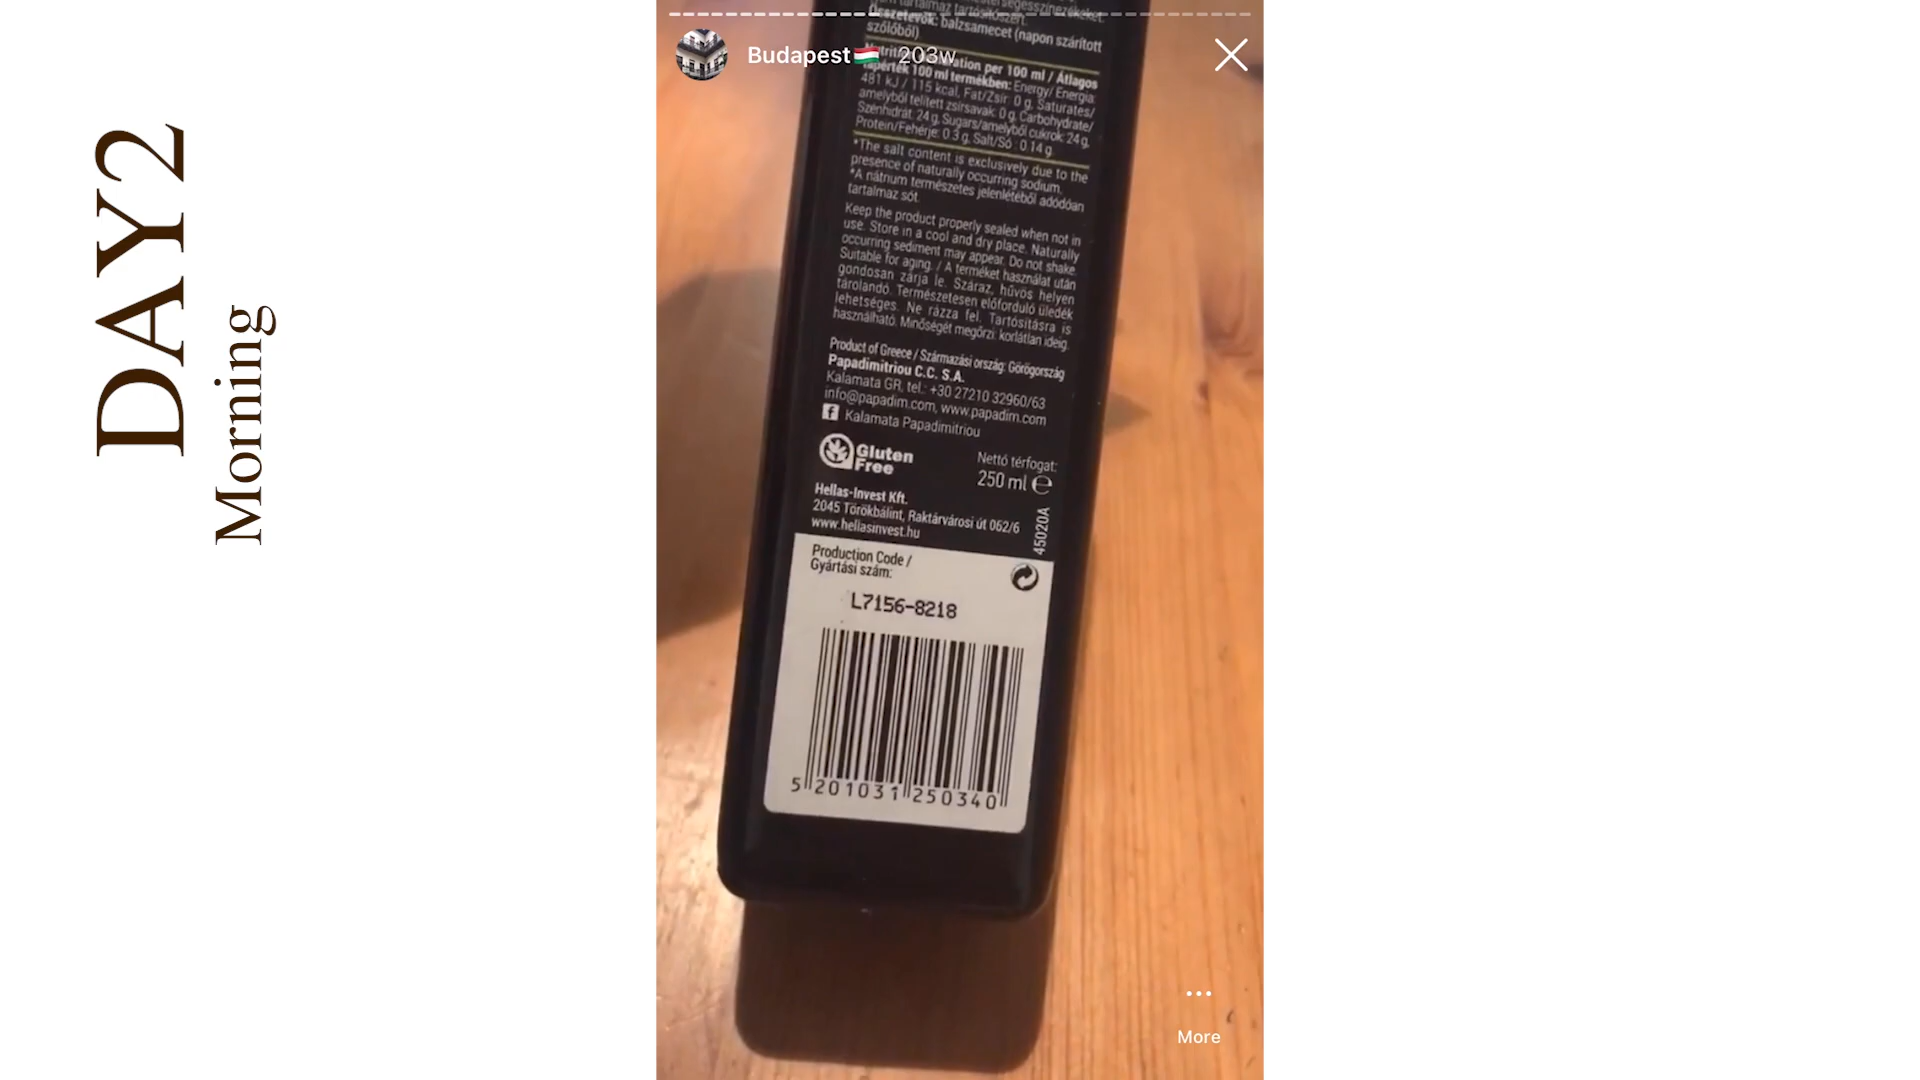 DAY2
Morning
Budapest🇭🇺 203w
tartalmaz tartósítószert.
Összetevők: balzsamecet (napon szárított
szőlőből)
per 100 ml / Átlagos
tápérték 100 ml termékben: Energy/ Energia:
481 kJ / 115 kcal, Fat/Zsír: 0 g, Saturates/
amelyből telített zsírsavak: 0 g, Carbohydrate/
Szénhidrát: 24 g, Sugars/amelyből cukrok: 24 g,
Protein/Fehérje: 0.3 g, Salt/Só : 0.14 g.
*The salt content is exclusively due to the
presence of naturally occurring sodium.
*A nátrium természetes jelenlétéből adódóan
tartalmaz sót.
Keep the product properly sealed when not in
use. Store in a cool and dry place. Naturally
occurring sediment may appear. Do not shake.
Suitable for aging. / A terméket használat után
gondosan zárja le. Száraz, hűvös helyen
tárolandó. Természetesen előforduló üledék
lehetséges. Ne rázza fel. Tartósításra is
használható. Minőségét megőrzi: korlátlan ideig.
Product of Greece / Származási ország: Görögország
Papadimitriou C.C. S.A.
Kalamata GR, tel.: +30 27210 32960/63
info@papadim.com, www.papadim.com
f Kalamata Papadimitriou
Gluten
Free
Nettó térfogat:
250 ml ℮
Hellas-Invest Kft.
2045 Törökbálint, Raktárvárosi út 062/6
www.hellasinvest.hu
45020A
Production Code /
Gyártási szám:
L7156-8218
5 201031 250340
More